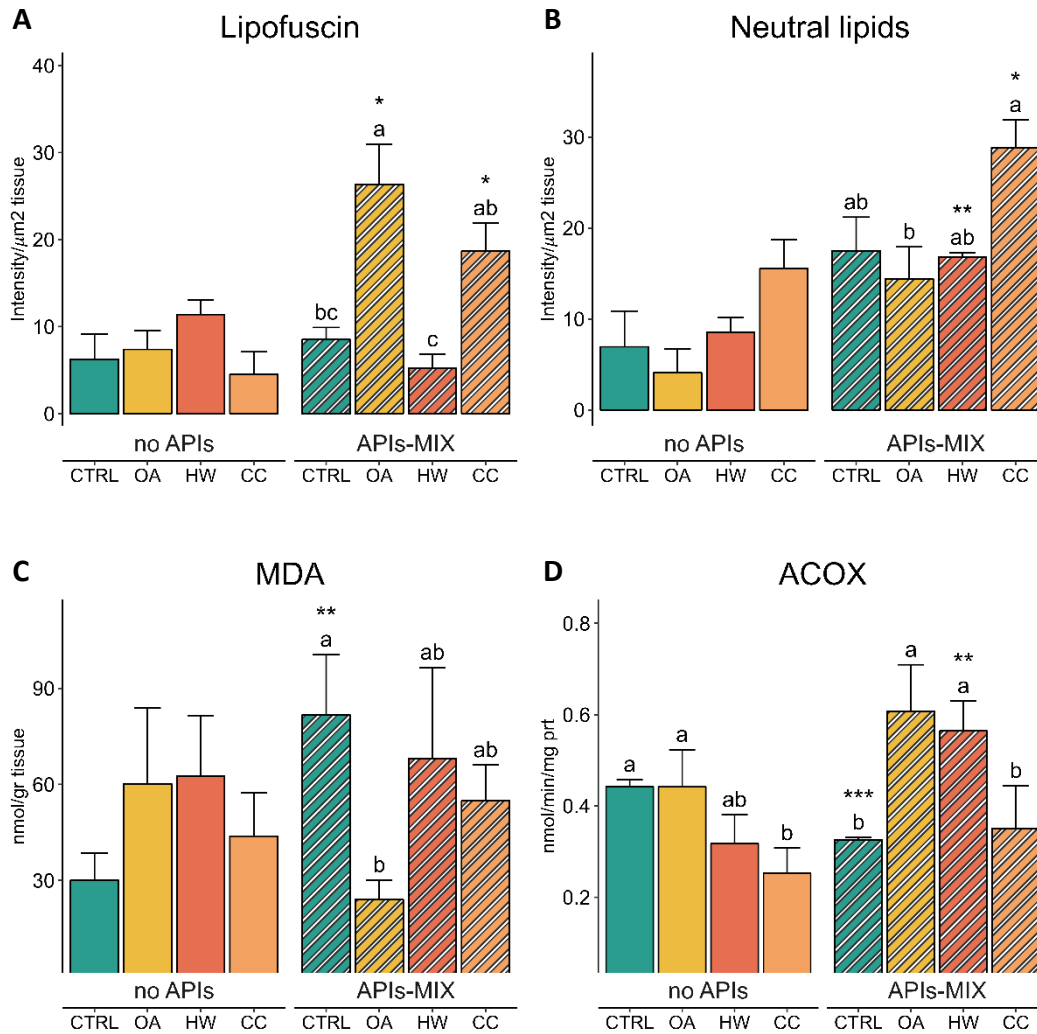 A
Lipofuscin
Intensity/μm2 tissue
40
30
20
10
0
*
a
*
ab
bc
c
no APIs
APIs-MIX
CTRL OA HW CC CTRL OA HW CC
B
Neutral lipids
Intensity/μm2 tissue
30
20
10
0
*
a
ab
b
**
ab
no APIs
APIs-MIX
CTRL OA HW CC CTRL OA HW CC
C
MDA
nmol/gr tissue
90
60
30
**
a
b
ab
ab
no APIs
APIs-MIX
CTRL OA HW CC CTRL OA HW CC
D
ACOX
nmol/min/mg prt
0.8
0.6
0.4
0.2
a
a
ab
b
***
b
a
**
a
b
no APIs
APIs-MIX
CTRL OA HW CC CTRL OA HW CC